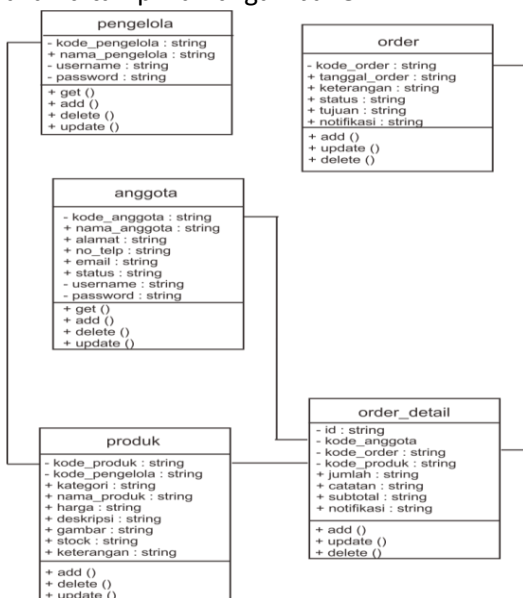 pengelola
- kode_pengelola : string
+ nama_pengelola : string
- username : string
- password : string
+ get ()
+ add ()
+ delete ()
+ update ()
order
- kode_order : string
+ tanggal_order : string
+ keterangan : string
+ status : string
+ tujuan : string
+ notifikasi : string
+ add ()
+ update ()
+ delete ()
anggota
- kode_anggota : string
+ nama_anggota : string
+ alamat : string
+ no_telp : string
+ email : string
+ status : string
- username : string
- password : string
+ get ()
+ add ()
+ delete ()
+ update ()
order_detail
- id : string
- kode_anggota
- kode_order : string
- kode_produk : string
+ jumlah : string
+ catatan : string
+ subtotal : string
+ notifikasi : string
+ add ()
+ update ()
+ delete ()
produk
- kode_produk : string
- kode_pengelola : string
+ kategori : string
+ nama_produk : string
+ harga : string
+ deskripsi : string
+ gambar : string
+ stock : string
+ keterangan : string
+ add ()
+ delete ()
+ update ()